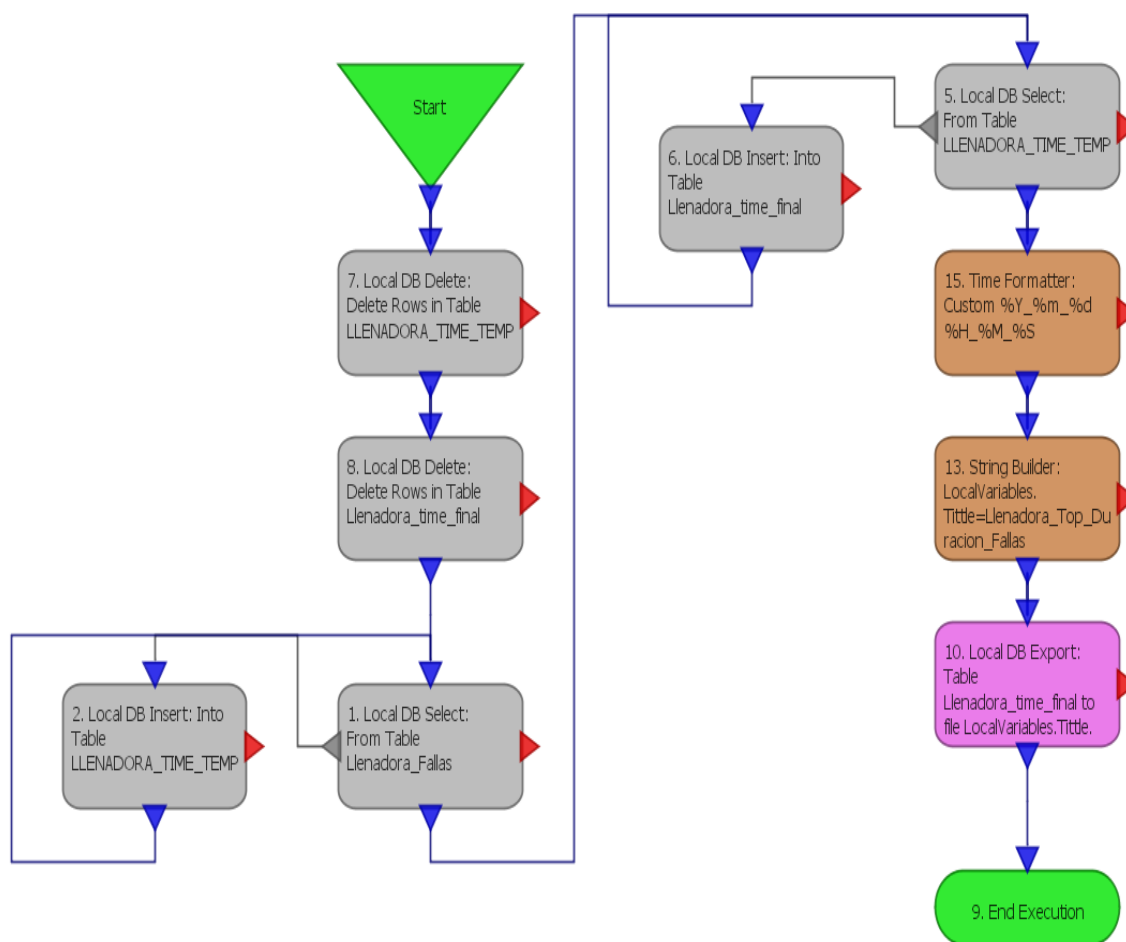 Start
7. Local DB Delete:
Delete Rows in Table
LLENADORA_TIME_TEMP
8. Local DB Delete:
Delete Rows in Table
Llenadora_time_final
2. Local DB Insert: Into
Table
LLENADORA_TIME_TEMP
1. Local DB Select:
From Table
Llenadora_Fallas
6. Local DB Insert: Into
Table
Llenadora_time_final
5. Local DB Select:
From Table
LLENADORA_TIME_TEMP
15. Time Formatter:
Custom %Y_%m_%d
%H_%M_%S
13. String Builder:
LocalVariables.
Tittle=Llenadora_Top_Du
racion_Fallas
10. Local DB Export:
Table
Llenadora_time_final to
file LocalVariables.Tittle.
9. End Execution